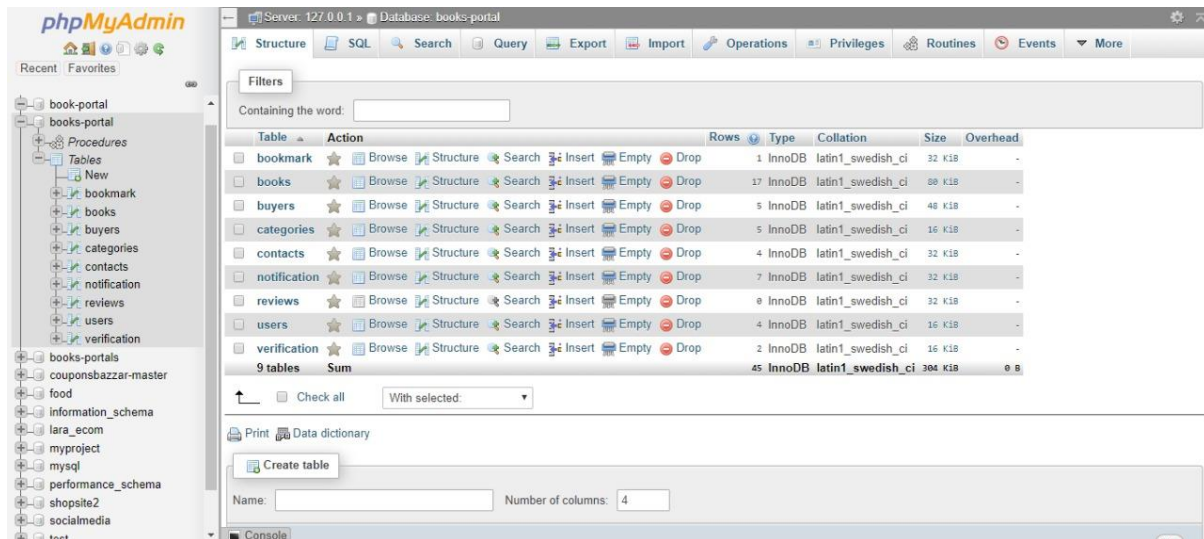 phpMyAdmin
Recent Favorites
book-portal
books-portal
Procedures
Tables
New
bookmark
books
buyers
categories
contacts
notification
reviews
users
verification
books-portals
couponsbazzar-master
food
information_schema
lara_ecom
myproject
mysql
performance_schema
shopsite2
socialmedia
test
Server: 127.0.0.1 » Database: books-portal
Structure SQL Search Query Export Import Operations Privileges Routines Events More
Filters
Containing the word:
Table Action Rows Type Collation Size Overhead
bookmark Browse Structure Search Insert Empty Drop 1 InnoDB latin1_swedish_ci 32 KiB -
books Browse Structure Search Insert Empty Drop 17 InnoDB latin1_swedish_ci 80 KiB -
buyers Browse Structure Search Insert Empty Drop 5 InnoDB latin1_swedish_ci 48 KiB -
categories Browse Structure Search Insert Empty Drop 5 InnoDB latin1_swedish_ci 16 KiB -
contacts Browse Structure Search Insert Empty Drop 4 InnoDB latin1_swedish_ci 32 KiB -
notification Browse Structure Search Insert Empty Drop 7 InnoDB latin1_swedish_ci 32 KiB -
reviews Browse Structure Search Insert Empty Drop 0 InnoDB latin1_swedish_ci 32 KiB -
users Browse Structure Search Insert Empty Drop 4 InnoDB latin1_swedish_ci 16 KiB -
verification Browse Structure Search Insert Empty Drop 2 InnoDB latin1_swedish_ci 16 KiB -
9 tables Sum 45 InnoDB latin1_swedish_ci 304 KiB 0 B
Check all With selected:
Print Data dictionary
Create table
Name: Number of columns: 4
Console